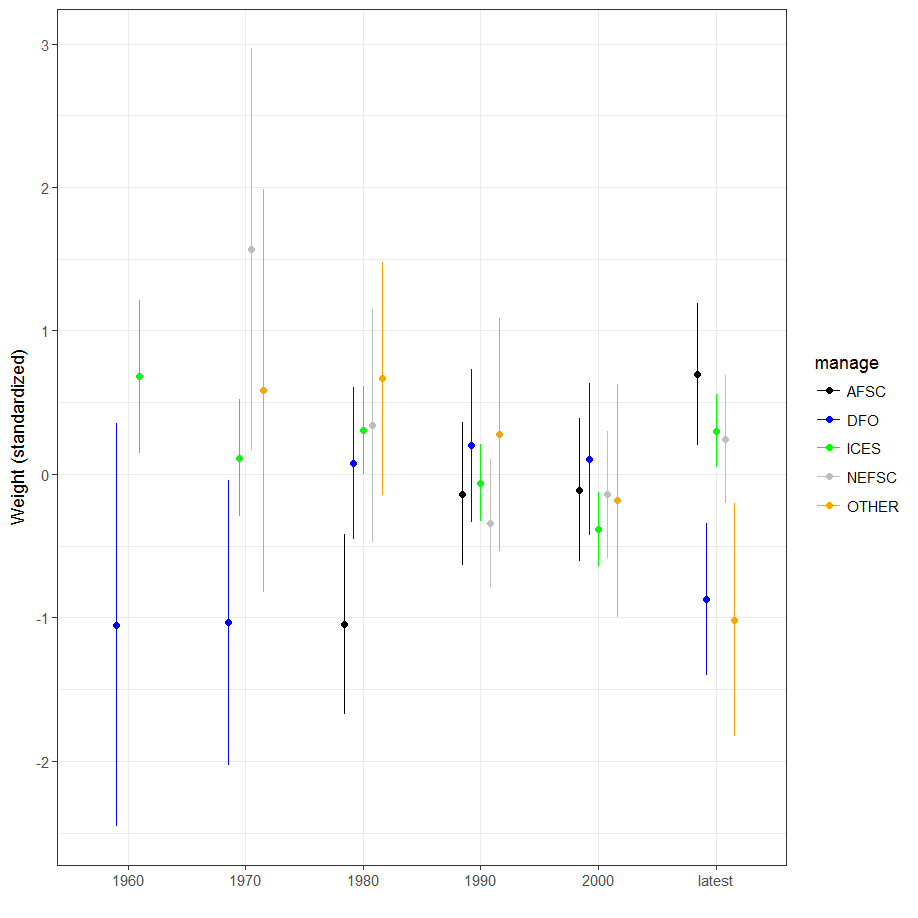 Weight (standardized)
3
2
1
0
-1
-2
1960
1970
1980
1990
2000
latest
manage
AFSC
DFO
ICES
NEFSC
OTHER